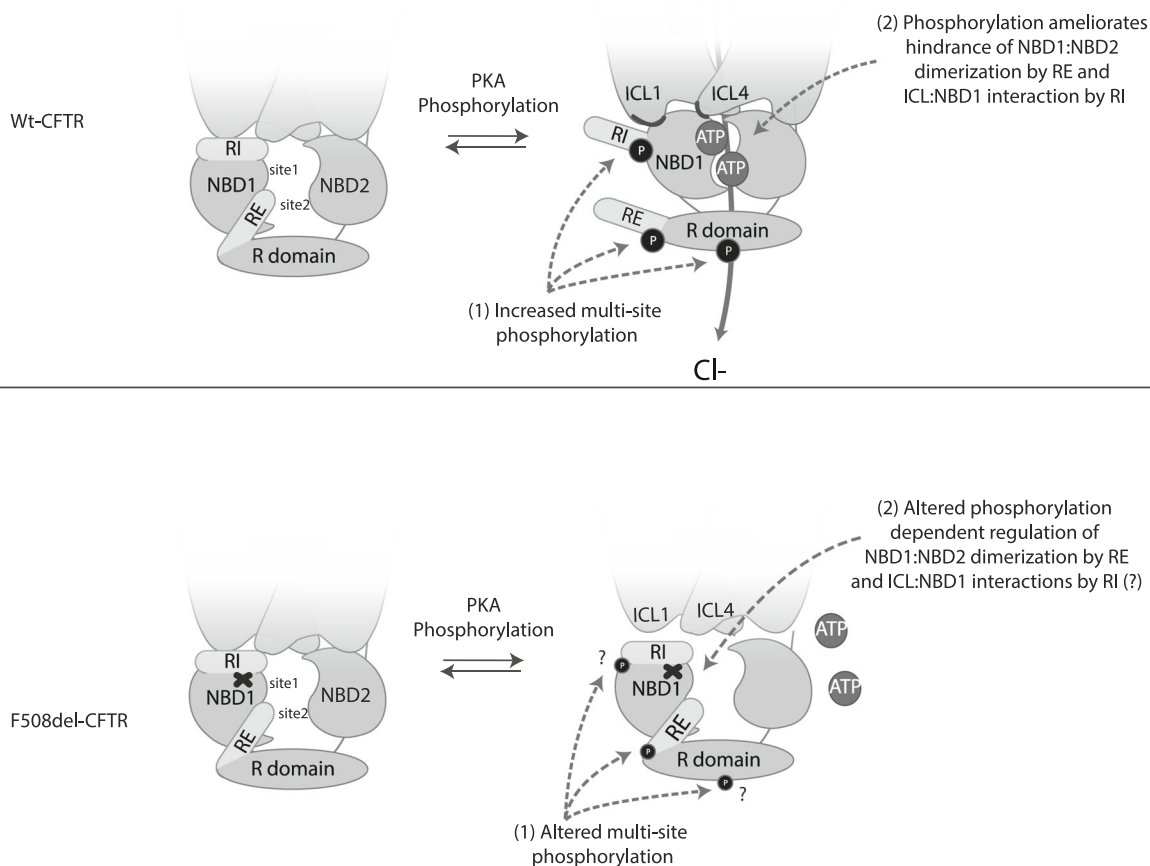 Wt-CFTR
RI
NBD1
site1
site2
NBD2
RE
R domain
PKA
Phosphorylation
(2) Phosphorylation ameliorates
hindrance of NBD1:NBD2
dimerization by RE and
ICL:NBD1 interaction by RI
ICL1
ICL4
RI
P
NBD1
ATP
ATP
RE
P
R domain
P
(1) Increased multi-site
phosphorylation
Cl-
F508del-CFTR
RI
NBD1
site1
site2
NBD2
RE
R domain
PKA
Phosphorylation
(2) Altered phosphorylation
dependent regulation of
NBD1:NBD2 dimerization by RE
and ICL:NBD1 interactions by RI (?)
ICL1
ICL4
ATP
?
P
RI
NBD1
ATP
RE
P
R domain
P
?
(1) Altered multi-site
phosphorylation